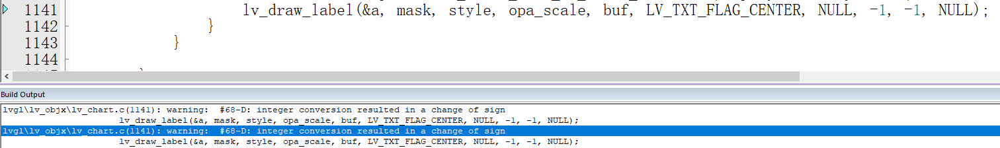 1141 lv_draw_label(&a, mask, style, opa_scale, buf, LV_TXT_FLAG_CENTER, NULL, -1, -1, NULL);
1142 }
1143 }
1144
Build Output
lvgl\lv_objx\lv_chart.c(1141): warning:  #68-D: integer conversion resulted in a change of sign
lv_draw_label(&a, mask, style, opa_scale, buf, LV_TXT_FLAG_CENTER, NULL, -1, -1, NULL);
lvgl\lv_objx\lv_chart.c(1141): warning:  #68-D: integer conversion resulted in a change of sign
lv_draw_label(&a, mask, style, opa_scale, buf, LV_TXT_FLAG_CENTER, NULL, -1, -1, NULL);